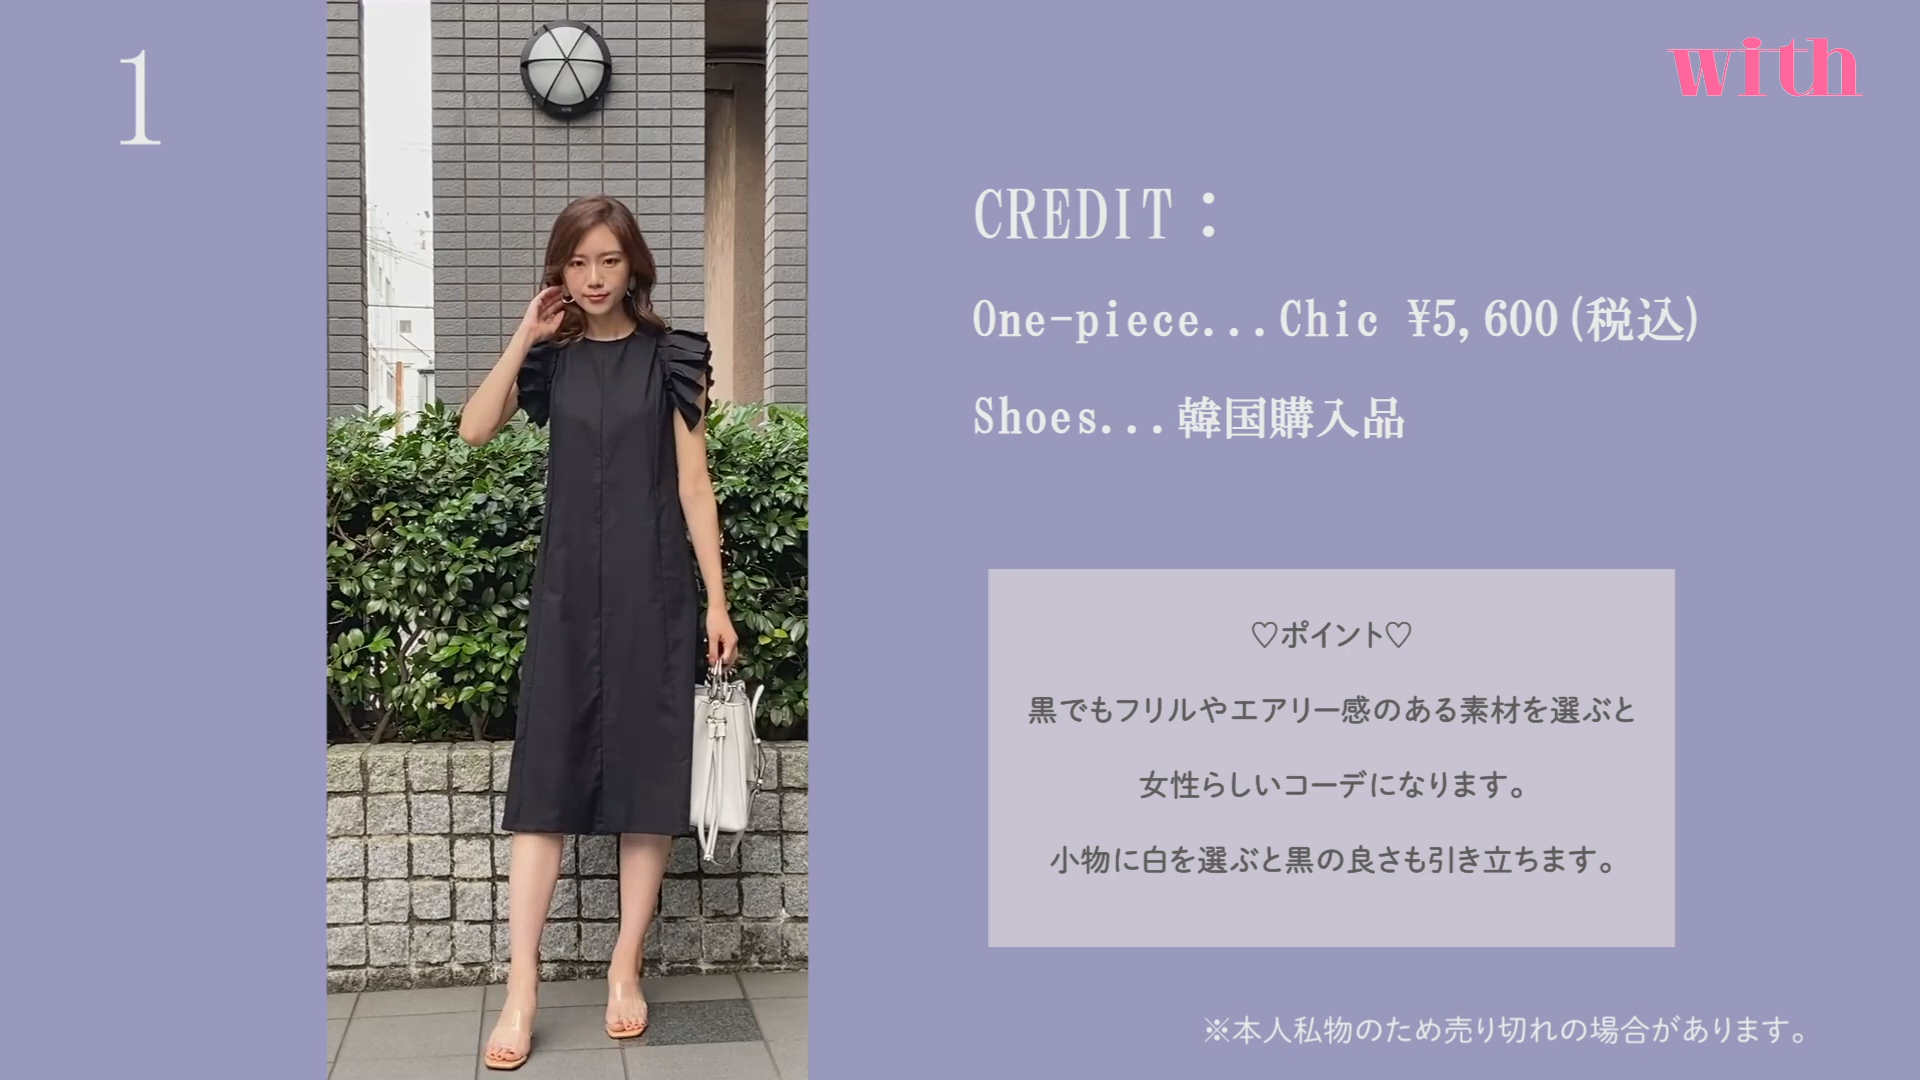 1
with
CREDIT：
One-piece...Chic ¥5,600(税込)
Shoes...韓国購入品
♡ポイント♡
黒でもフリルやエアリー感のある素材を選ぶと
女性らしいコーデになります。
小物に白を選ぶと黒の良さも引き立ちます。
※本人私物のため売り切れの場合があります。